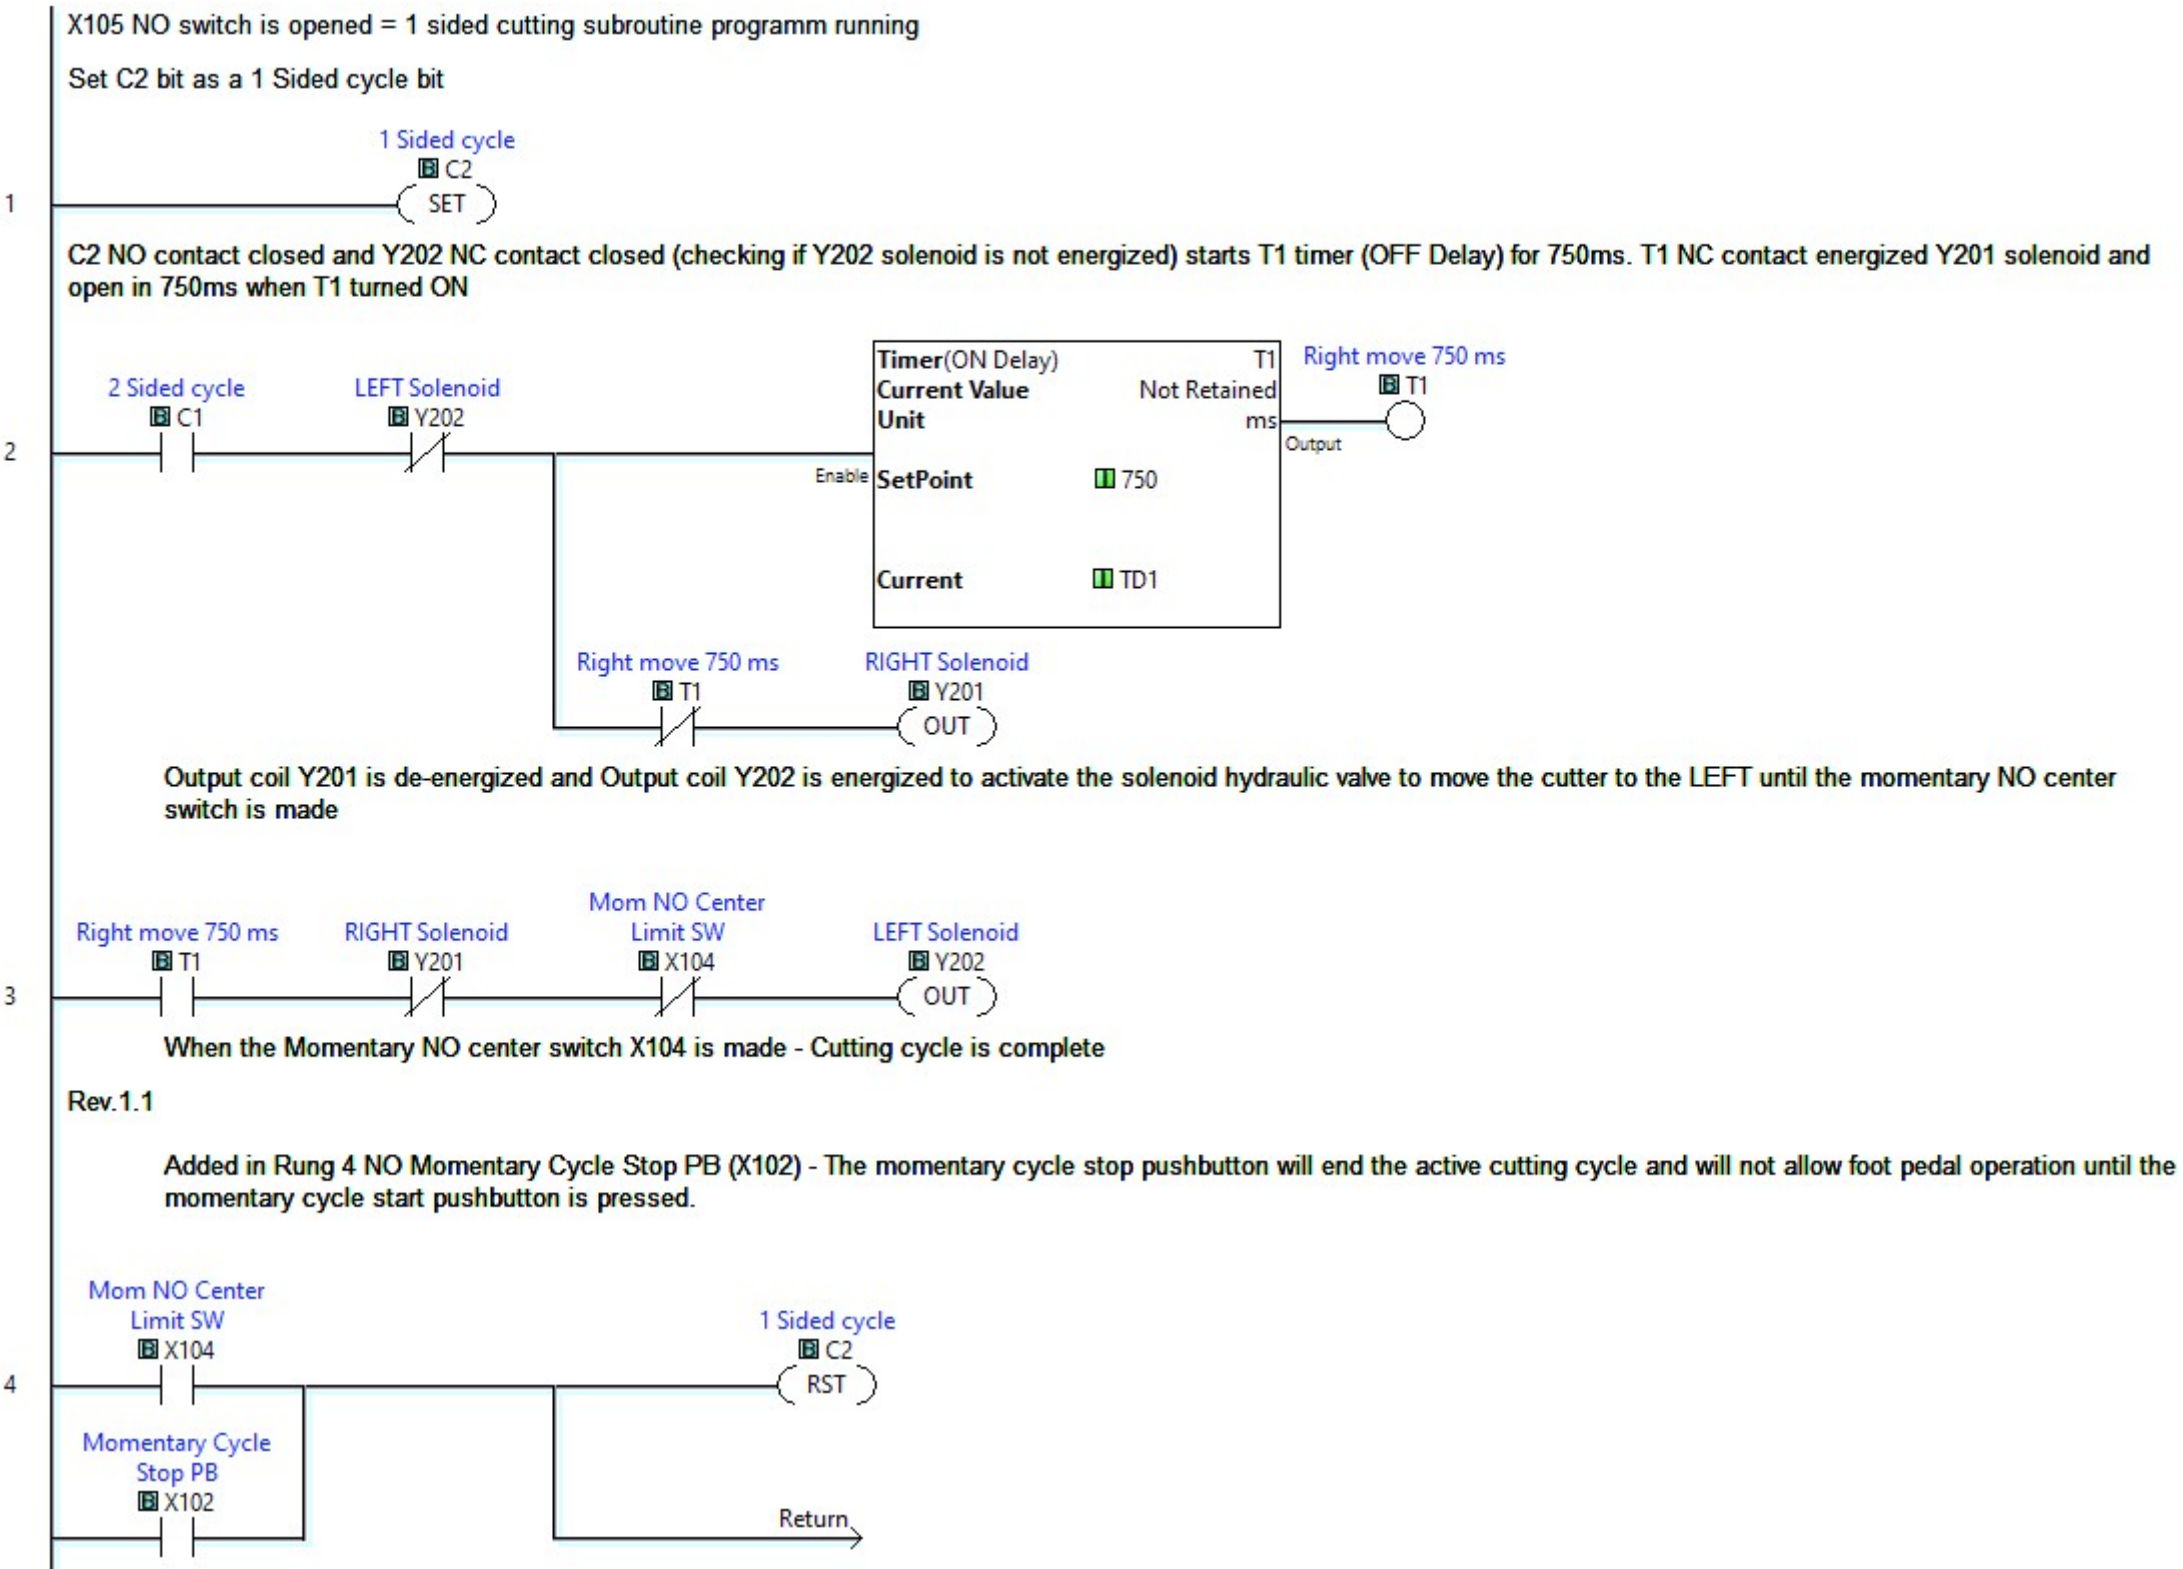 X105 NO switch is opened = 1 sided cutting subroutine programm running
Set C2 bit as a 1 Sided cycle bit
1 Sided cycle
B C2
1
SET
C2 NO contact closed and Y202 NC contact closed (checking if Y202 solenoid is not energized) starts T1 timer (OFF Delay) for 750ms. T1 NC contact energized Y201 solenoid and
open in 750ms when T1 turned ON
Timer(ON Delay) T1
Current Value Not Retained
Unit ms
Right move 750 ms
B T1
Output
2 Sided cycle
B C1
LEFT Solenoid
B Y202
2
Enable
SetPoint 750
Current TD1
Right move 750 ms
B T1
RIGHT Solenoid
B Y201
OUT
Output coil Y201 is de-energized and Output coil Y202 is energized to activate the solenoid hydraulic valve to move the cutter to the LEFT until the momentary NO center
switch is made
Right move 750 ms
B T1
RIGHT Solenoid
B Y201
Mom NO Center
Limit SW
B X104
LEFT Solenoid
B Y202
3
OUT
When the Momentary NO center switch X104 is made - Cutting cycle is complete
Rev.1.1
Added in Rung 4 NO Momentary Cycle Stop PB (X102) - The momentary cycle stop pushbutton will end the active cutting cycle and will not allow foot pedal operation until the
momentary cycle start pushbutton is pressed.
Mom NO Center
Limit SW
B X104
1 Sided cycle
B C2
4
RST
Momentary Cycle
Stop PB
B X102
Return